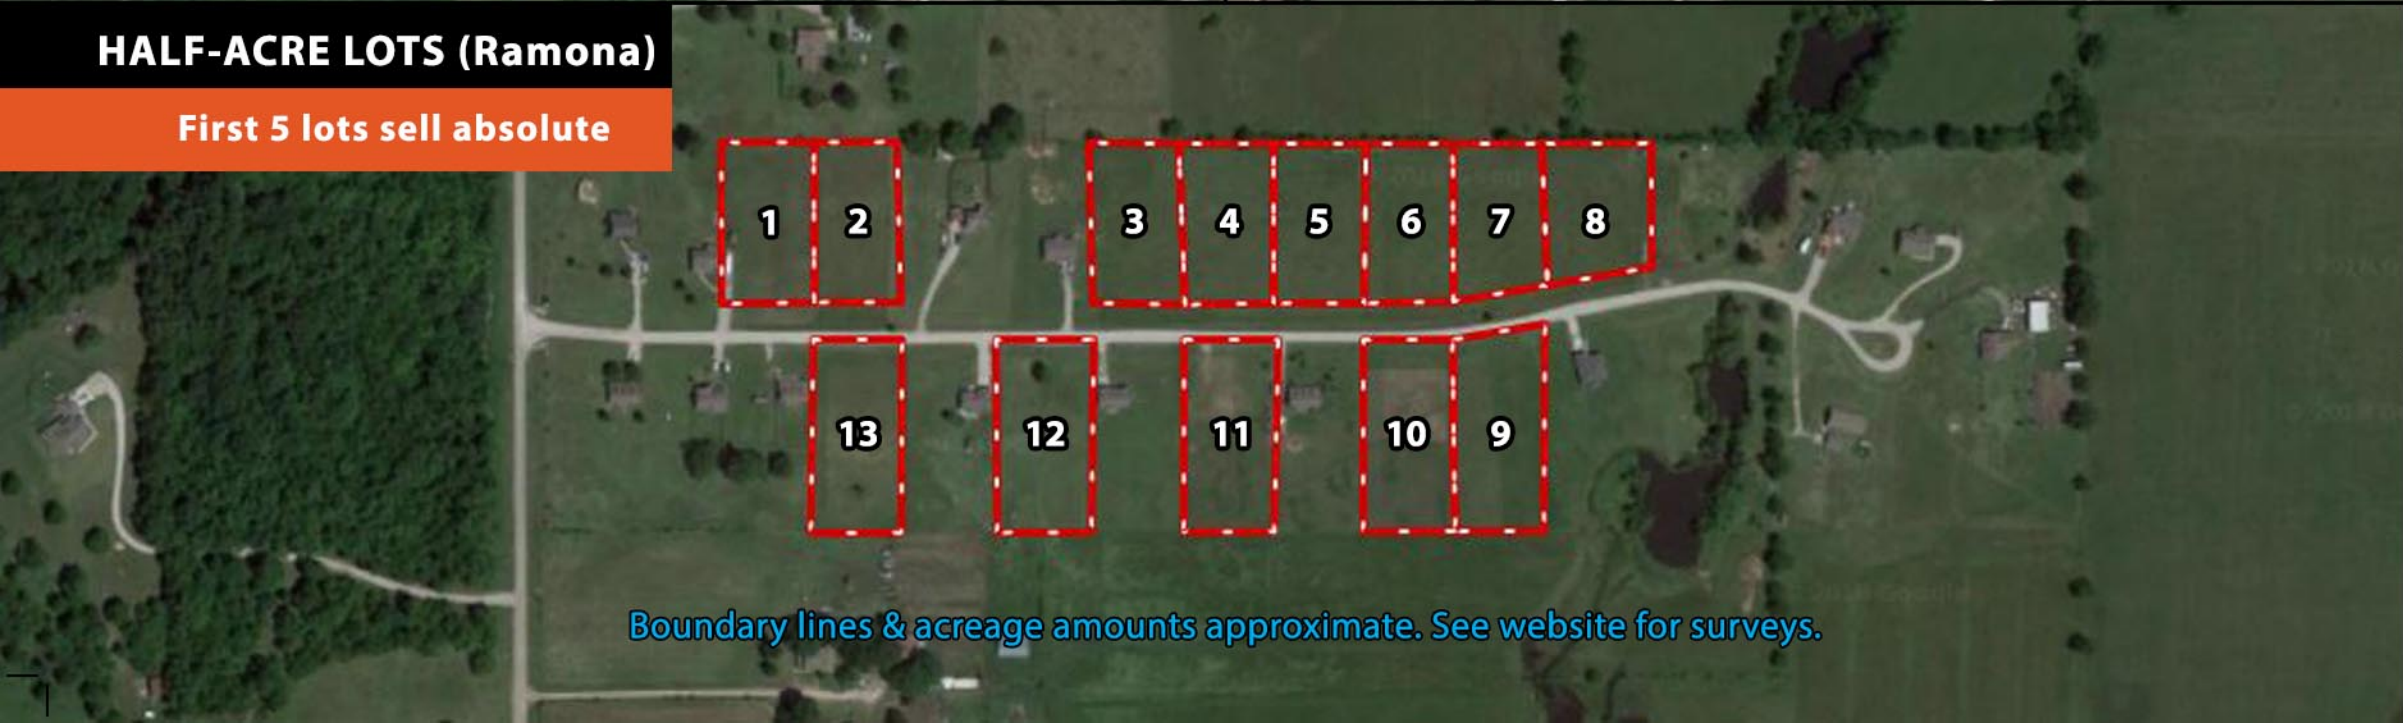 HALF-ACRE LOTS (Ramona)
First 5 lots sell absolute
1 2 3 4 5 6 7 8
13 12 11 10 9
Boundary lines & acreage amounts approximate. See website for surveys.